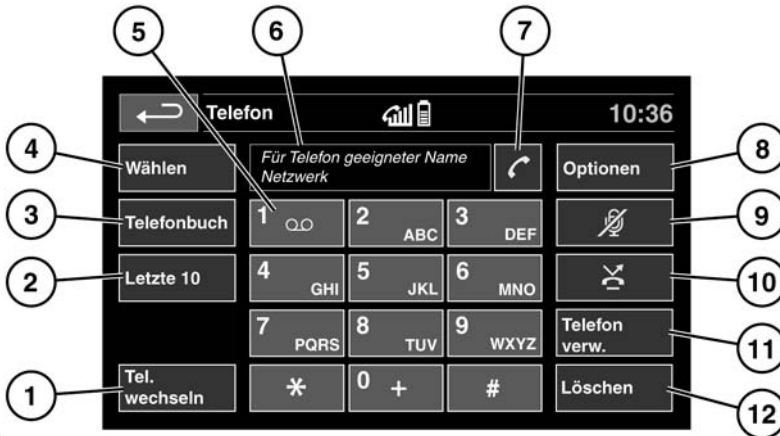 5 6 7
Telefon 10:36
4 Wählen Für Telefon geeigneter Name Optionen 8
Netzwerk
3 Telefonbuch 1 2 ABC 3 DEF 9
2 Letzte 10 4 GHI 5 JKL 6 MNO 10
7 PQRS 8 TUV 9 WXYZ Telefon
verw. 11
1 Tel.
wechseln * 0 + # Löschen 12